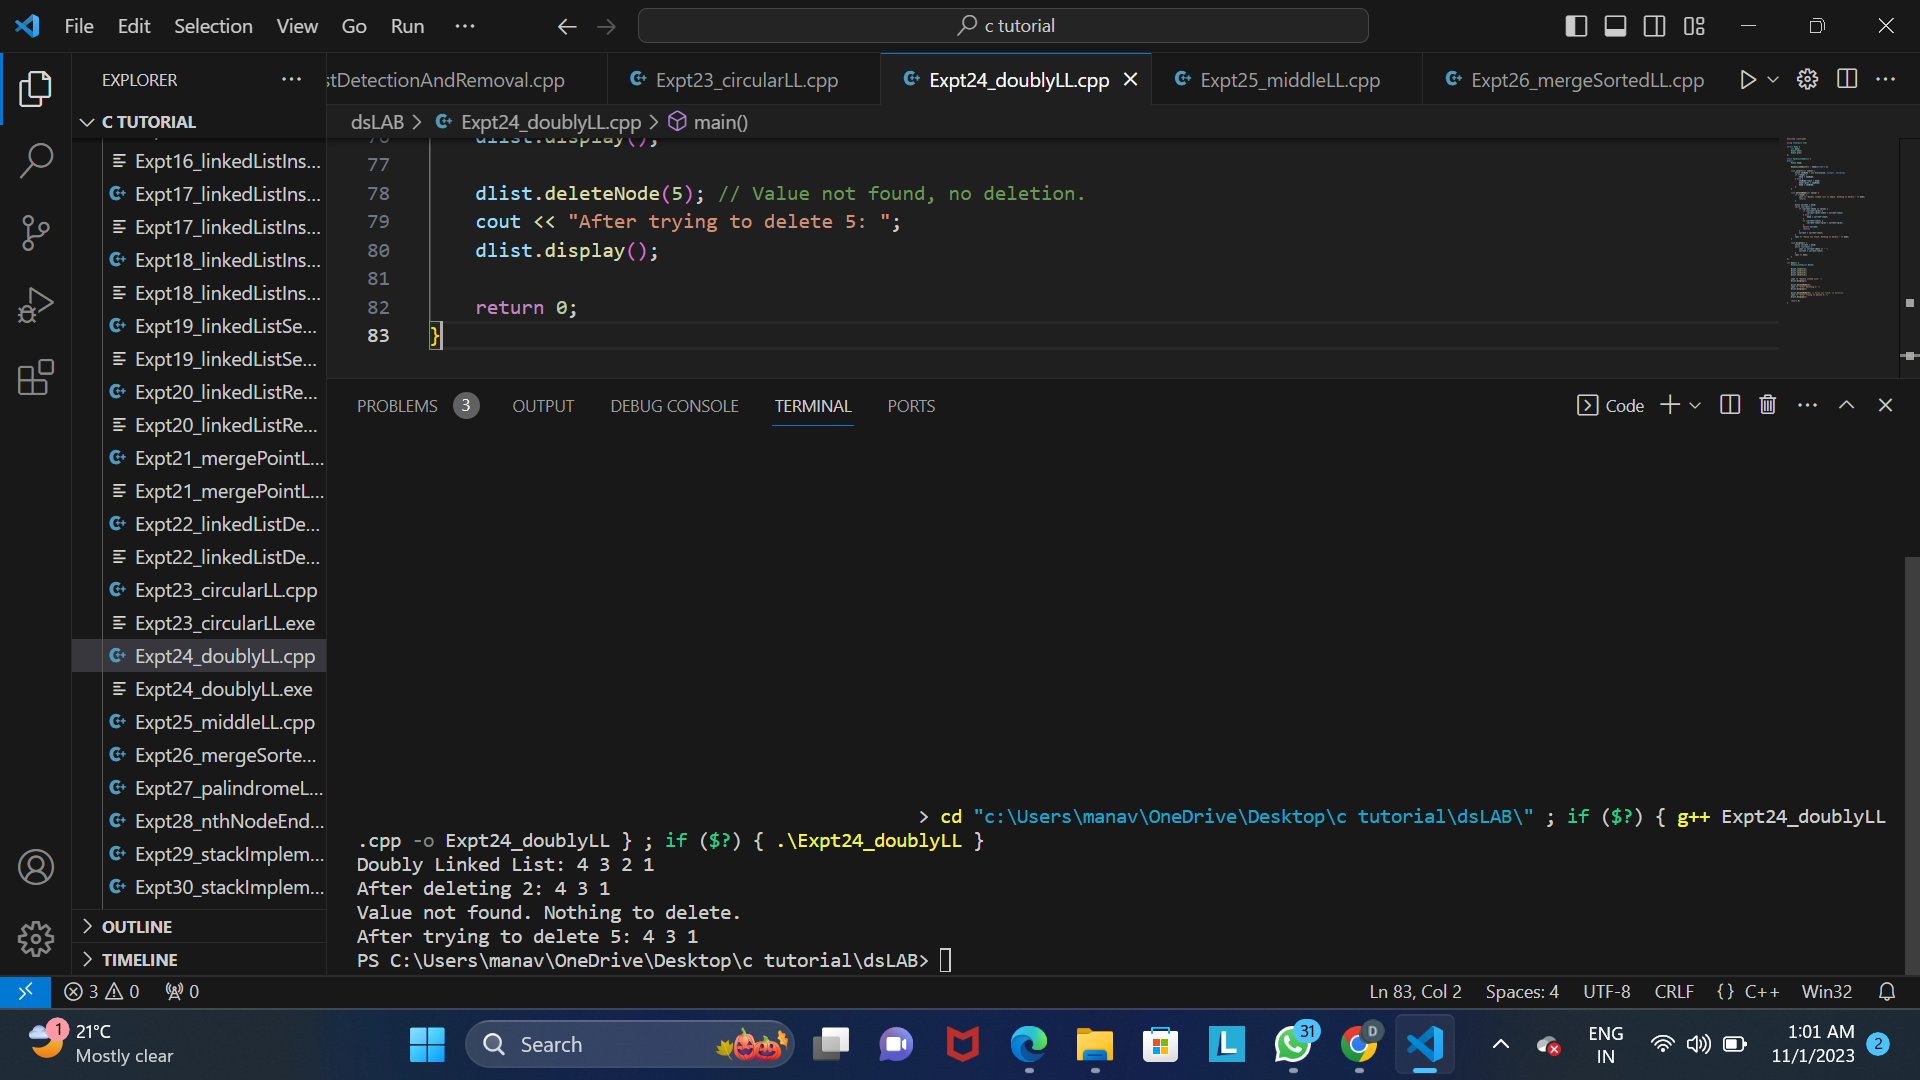 File Edit Selection View Go Run ···
c tutorial
EXPLORER ···
stDetectionAndRemoval.cpp
Expt23_circularLL.cpp
Expt24_doublyLL.cpp
Expt25_middleLL.cpp
Expt26_mergeSortedLL.cpp
dsLAB > Expt24_doublyLL.cpp > main()
C TUTORIAL
Expt16_linkedListIns...
Expt17_linkedListIns...
Expt17_linkedListIns...
Expt18_linkedListIns...
Expt18_linkedListIns...
Expt19_linkedListSe...
Expt19_linkedListSe...
Expt20_linkedListRe...
Expt20_linkedListRe...
Expt21_mergePointL...
Expt21_mergePointL...
Expt22_linkedListDe...
Expt22_linkedListDe...
Expt23_circularLL.cpp
Expt23_circularLL.exe
Expt24_doublyLL.cpp
Expt24_doublyLL.exe
Expt25_middleLL.cpp
Expt26_mergeSorte...
Expt27_palindromeL...
Expt28_nthNodeEnd...
Expt29_stackImplem...
Expt30_stackImplem...
OUTLINE
TIMELINE
76 dlist.display();
77
78 dlist.deleteNode(5); // Value not found, no deletion.
79 cout << "After trying to delete 5: ";
80 dlist.display();
81
82 return 0;
83 }
PROBLEMS 3 OUTPUT DEBUG CONSOLE TERMINAL PORTS
Code
> cd "c:\Users\manav\OneDrive\Desktop\c tutorial\dsLAB\" ; if ($?) { g++ Expt24_doublyLL
.cpp -o Expt24_doublyLL } ; if ($?) { .\Expt24_doublyLL }
Doubly Linked List: 4 3 2 1
After deleting 2: 4 3 1
Value not found. Nothing to delete.
After trying to delete 5: 4 3 1
PS C:\Users\manav\OneDrive\Desktop\c tutorial\dsLAB>
3 0 0
Ln 83, Col 2 Spaces: 4 UTF-8 CRLF {} C++ Win32
1
21°C
Mostly clear
Search
31
D
ENG
IN
1:01 AM
11/1/2023
2